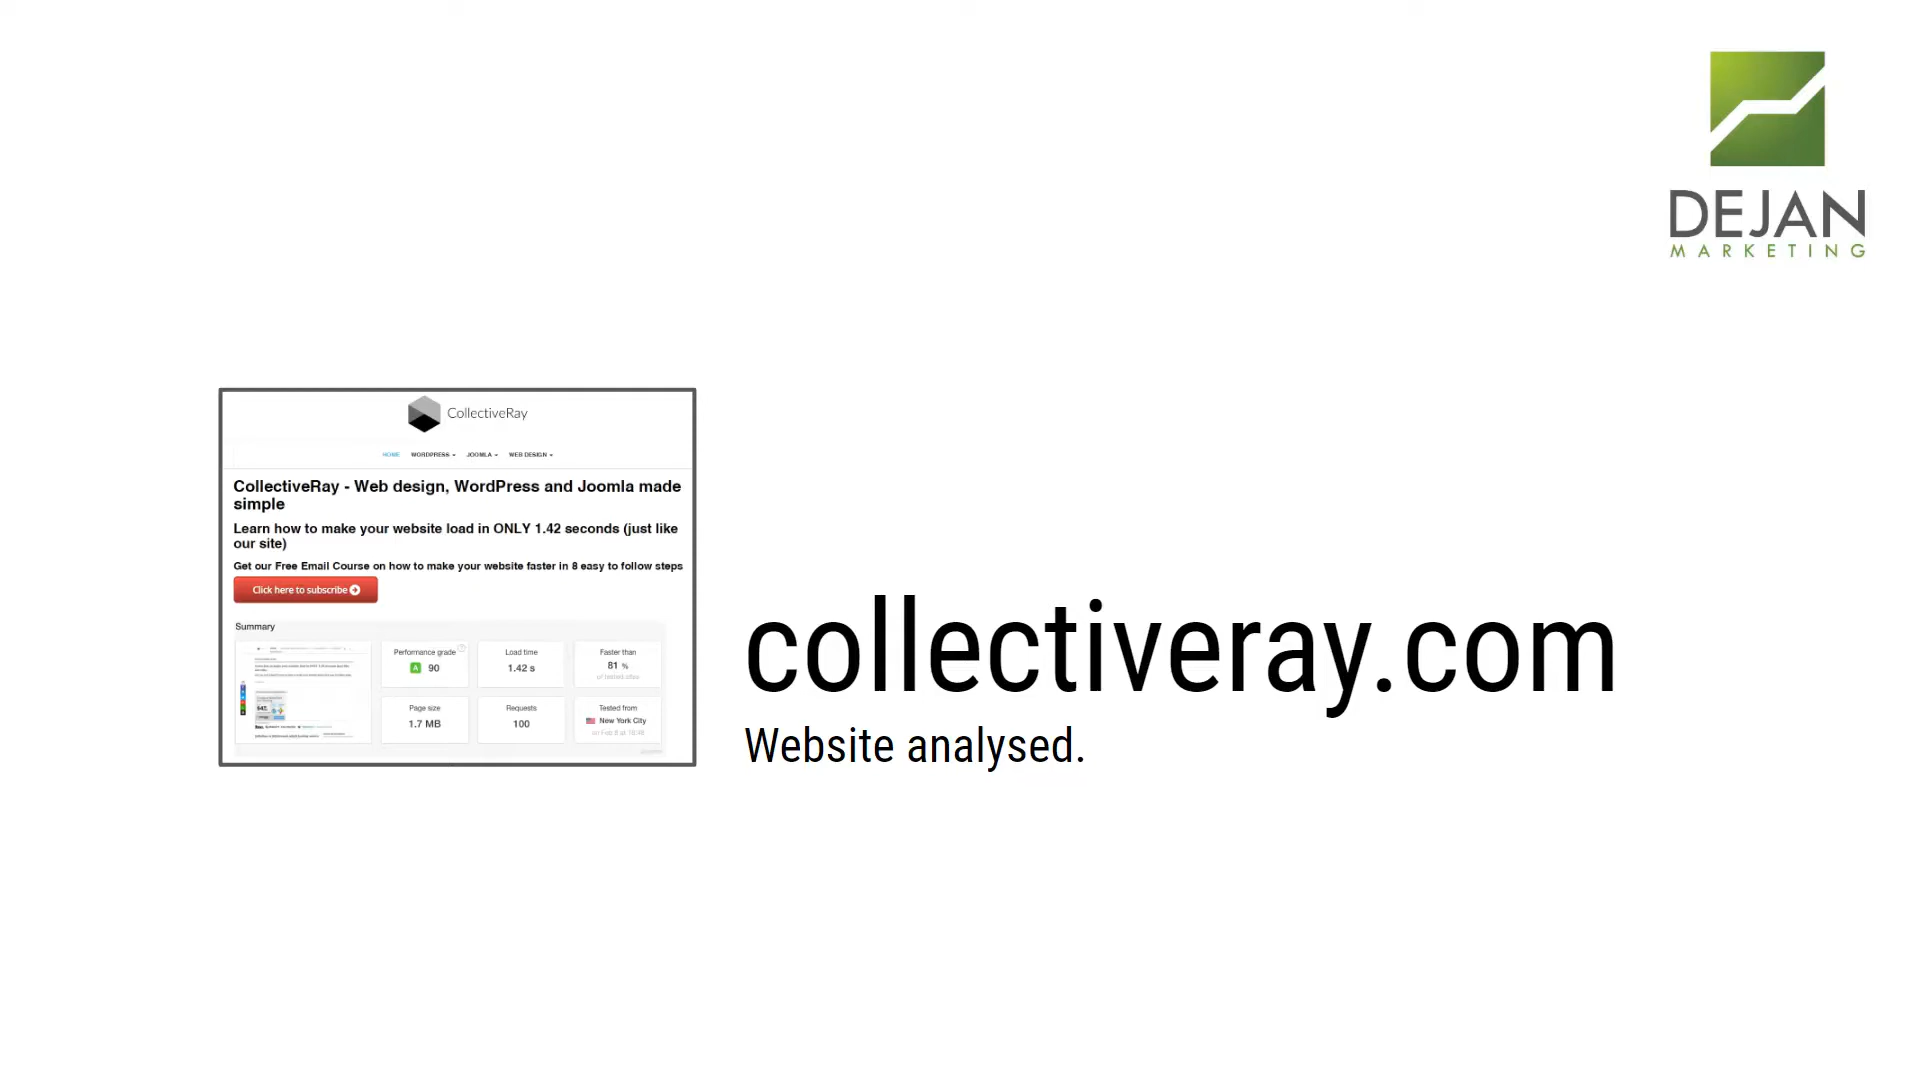 DEJAN
MARKETING
CollectiveRay
HOME WORDPRESS JOOMLA WEB DESIGN
CollectiveRay - Web design, WordPress and Joomla made
simple
Learn how to make your website load in ONLY 1.42 seconds (just like
our site)
Get our Free Email Course on how to make your website faster in 8 easy to follow steps
Click here to subscribe
Summary
Performance grade Load time Faster than
A 90 1.42 s 81 %
of tested sites
Page size Requests Tested from
1.7 MB 100 New York City
collectiveray.com
Website analysed.